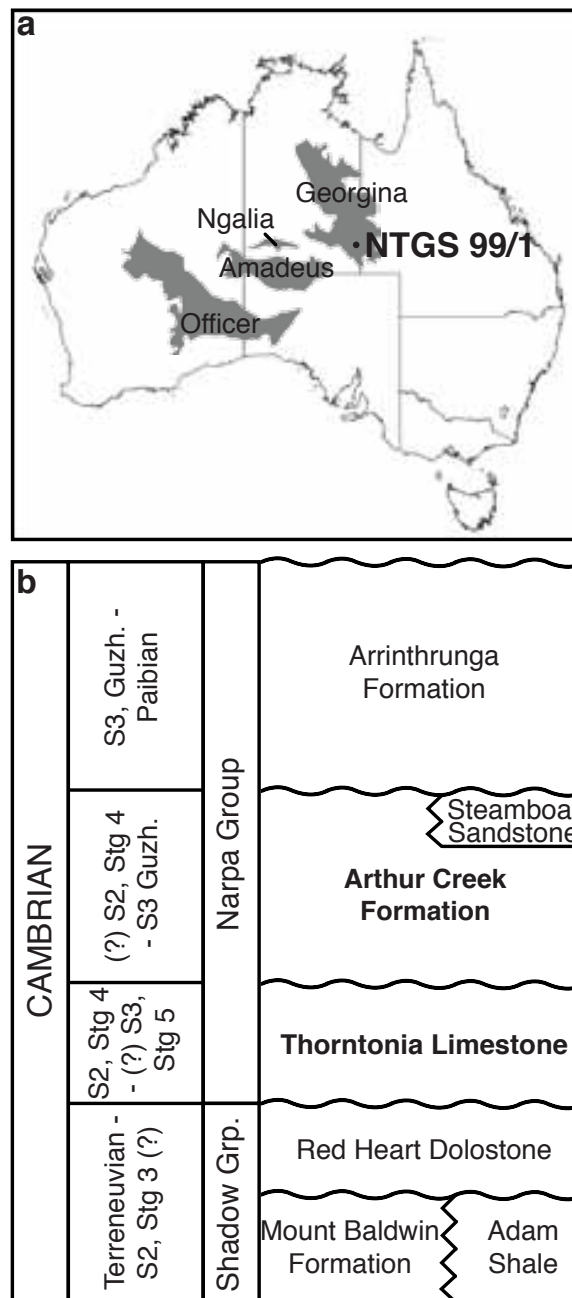 a
Georgina
Ngalia
NTGS 99/1
Amadeus
Officer
b
CAMBRIAN
S3, Guzh. -
Paibian
(?) S2, Stg 4
- S3 Guzh.
S2, Stg 4
- (?) S3,
Stg 5
Terreneuvian -
S2, Stg 3 (?)
Narpa Group
Shadow Grp.
Arrinthrunga
Formation
Steamboat
Sandstone
Arthur Creek
Formation
Thorntonia Limestone
Red Heart Dolostone
Mount Baldwin
Formation
Adam
Shale